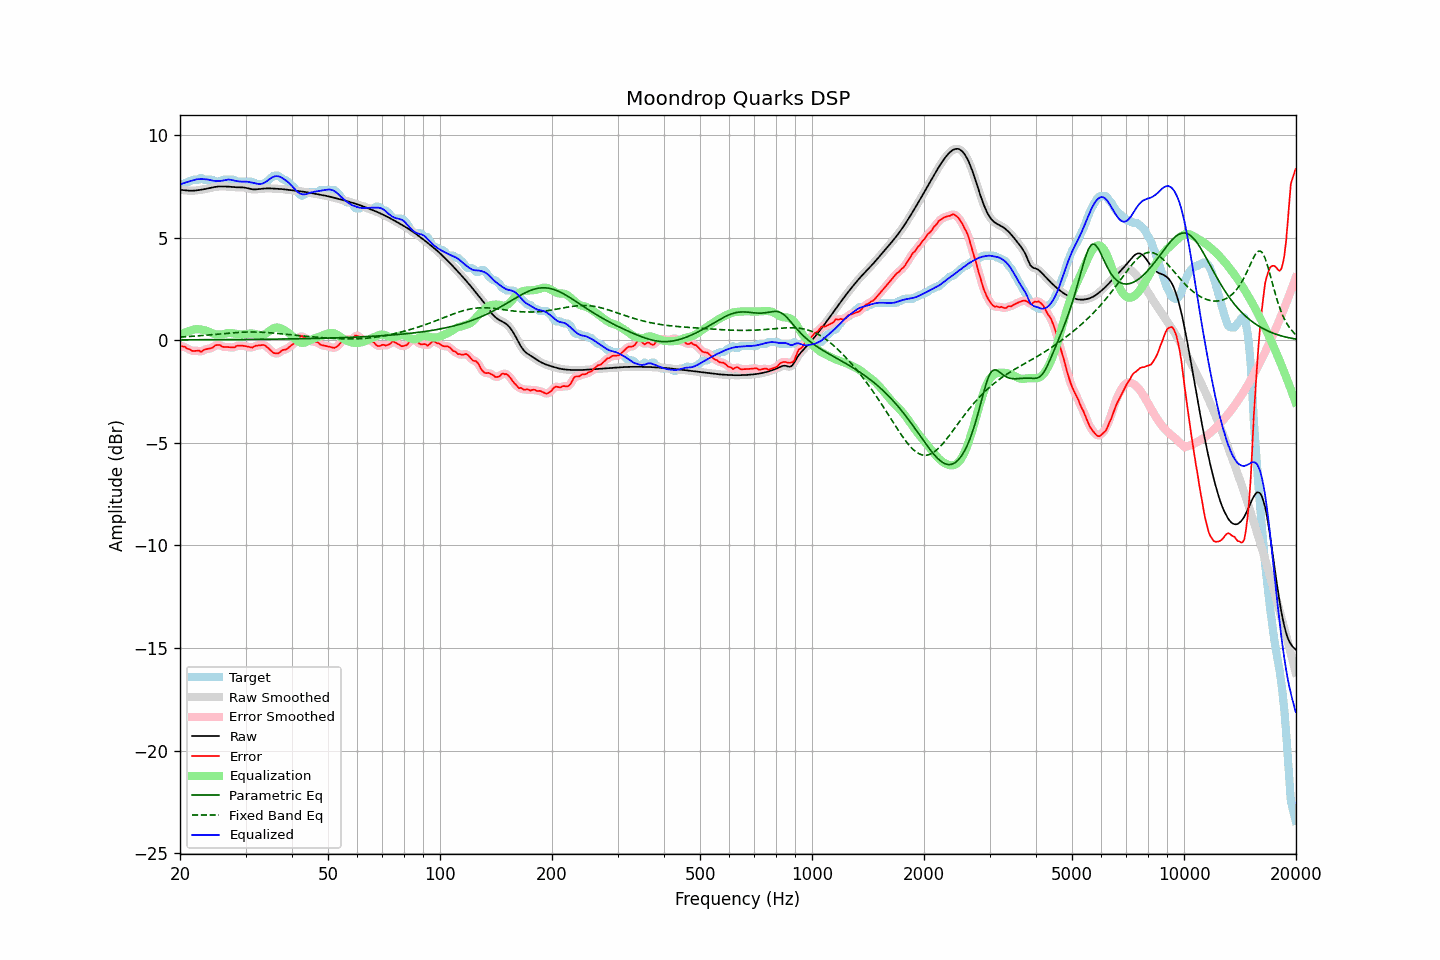 Moondrop Quarks DSP
Amplitude (dBr)
10
5
0
−5
−10
−15
−20
−25
Target
Raw Smoothed
Error Smoothed
Raw
Error
Equalization
Parametric Eq
Fixed Band Eq
Equalized
20 50 100 200 500 1000 2000 5000 10000 20000
Frequency (Hz)